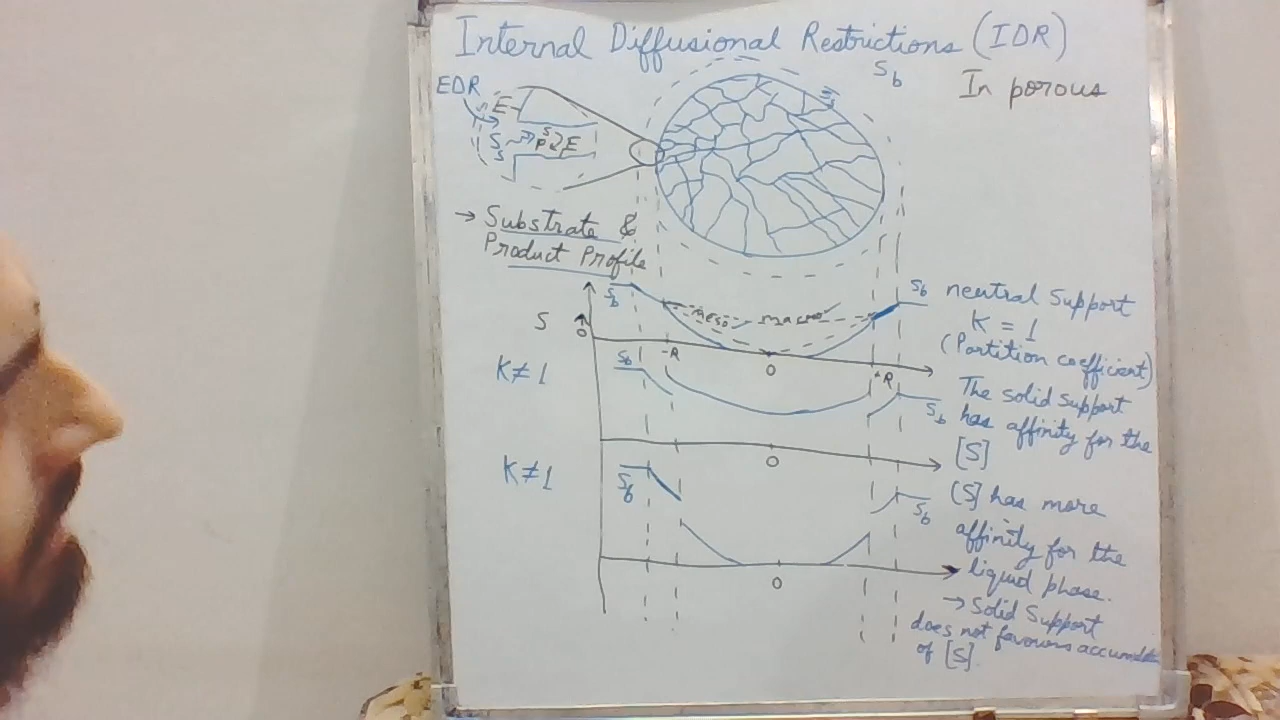 Internal Diffusional Restrictions (IDR)
Sb
In porous
EDR
E
S
S
S
P
E
→ Substrate &
Product Profile
Sb
Sb
neutral Support
K = 1
(Partition coefficient)
S
0
meso
macro
-R
0
+R
K ≠ 1
Sb
Sb
The solid support
has affinity for the
[S]
0
K ≠ 1
Sb
Sb
[S] has more
affinity for the
liquid phase.
→ Solid Support
does not favours accumulation
of [S].
0